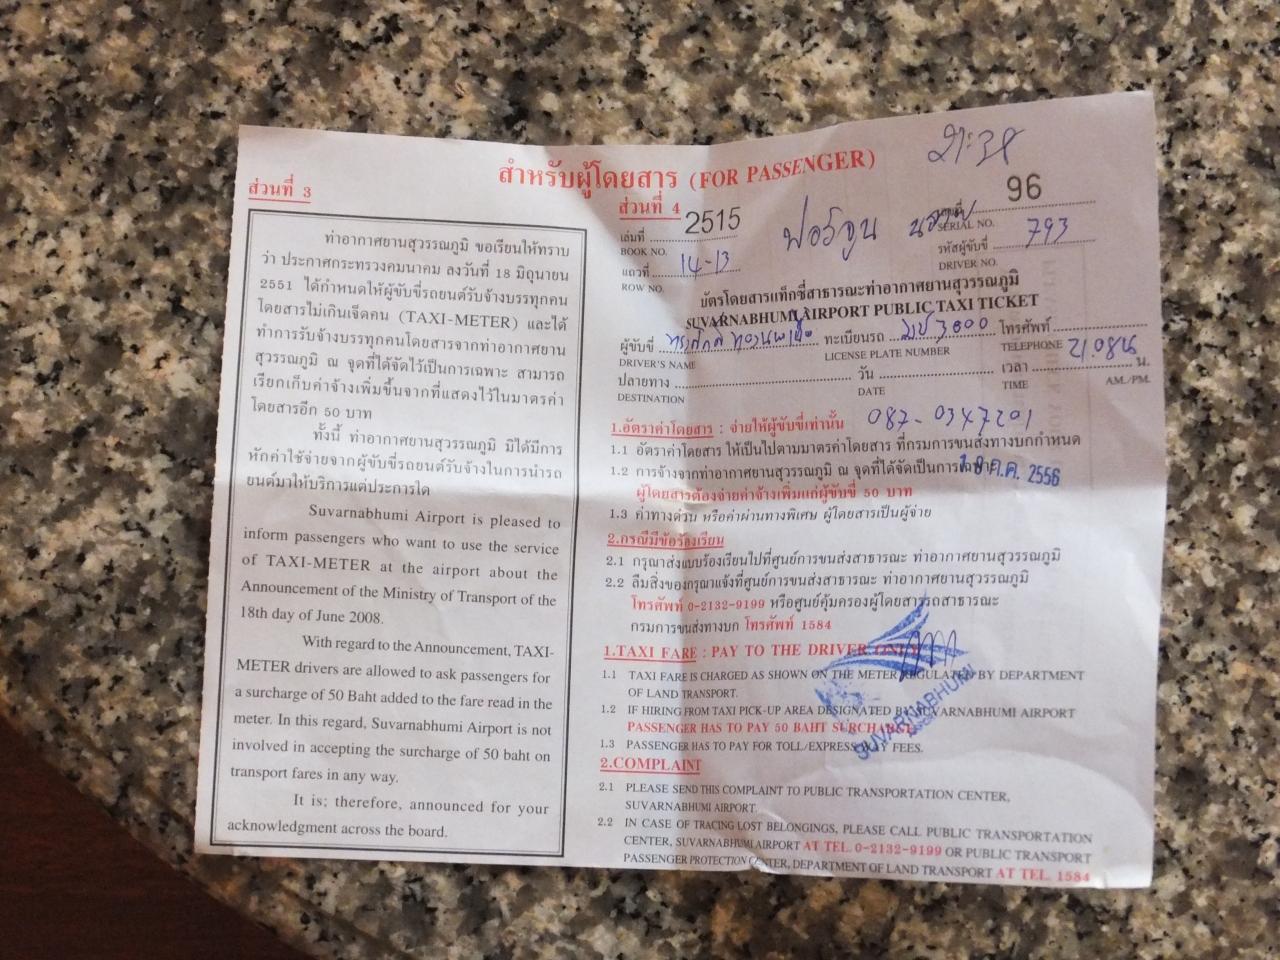 สำหรับผู้โดยสาร (FOR PASSENGER)
21:38
ส่วนที่ 3
ท่าอากาศยานสุวรรณภูมิ ขอเรียนให้ทราบ
ว่า ประกาศกระทรวงคมนาคม ลงวันที่ 18 มิถุนายน
2551 ได้กำหนดให้ผู้ขับขี่รถยนต์รับจ้างบรรทุกคน
โดยสารไม่เกินเจ็ดคน (TAXI-METER) และได้
ทำการรับจ้างบรรทุกคนโดยสารจากท่าอากาศยาน
สุวรรณภูมิ ณ จุดที่ได้จัดไว้เป็นการเฉพาะ สามารถ
เรียกเก็บค่าจ้างเพิ่มขึ้นจากที่แสดงไว้ในมาตรค่า
โดยสารอีก 50 บาท
ทั้งนี้ ท่าอากาศยานสุวรรณภูมิ มิได้มีการ
หักค่าใช้จ่ายจากผู้ขับขี่รถยนต์รับจ้างในการนำรถ
ยนต์มาให้บริการแต่ประการใด
Suvarnabhumi Airport is pleased to
inform passengers who want to use the service
of TAXI-METER at the airport about the
Announcement of the Ministry of Transport of the
18th day of June 2008.
With regard to the Announcement, TAXI-
METER drivers are allowed to ask passengers for
a surcharge of 50 Baht added to the fare read in the
meter. In this regard, Suvarnabhumi Airport is not
involved in accepting the surcharge of 50 baht on
transport fares in any way.
It is; therefore, announced for your
acknowledgment across the board.
ส่วนที่ 4
เล่มที่ 2515 เลขที่ 96
BOOK NO. SERIAL NO.
แถวที่ 14-13 รหัสผู้ขับขี่ 793
ROW NO. DRIVER NO.
บัตรโดยสารแท็กซี่สาธารณะท่าอากาศยานสุวรรณภูมิ
SUVARNABHUMI AIRPORT PUBLIC TAXI TICKET
ผู้ขับขี่ ทะเบียนรถ 3600 โทรศัพท์
DRIVER'S NAME LICENSE PLATE NUMBER TELEPHONE
ปลายทาง วัน เวลา 21.08น น.
DESTINATION DATE TIME AM./PM.
1.อัตราค่าโดยสาร : จ่ายให้ผู้ขับขี่เท่านั้น 087-0347201
1.1 อัตราค่าโดยสาร ให้เป็นไปตามมาตรค่าโดยสาร ที่กรมการขนส่งทางบกกำหนด
1.2 การจ้างจากท่าอากาศยานสุวรรณภูมิ ณ จุดที่ได้จัดเป็นการ ต.ค. 2556
ผู้โดยสารต้องจ่ายค่าจ้างเพิ่มแก่ผู้ขับขี่ 50 บาท
1.3 ค่าทางด่วน หรือค่าผ่านทางพิเศษ ผู้โดยสารเป็นผู้จ่าย
2.กรณีมีข้อร้องเรียน
2.1 กรุณาส่งแบบร้องเรียนไปที่ศูนย์การขนส่งสาธารณะ ท่าอากาศยานสุวรรณภูมิ
2.2 ลืมสิ่งของกรุณาแจ้งที่ศูนย์การขนส่งสาธารณะ ท่าอากาศยานสุวรรณภูมิ
โทรศัพท์ 0-2132-9199 หรือศูนย์คุ้มครองผู้โดยสารรถสาธารณะ
กรมการขนส่งทางบก โทรศัพท์ 1584
1.TAXI FARE : PAY TO THE DRIVER ONLY
1.1 TAXI FARE IS CHARGED AS SHOWN ON THE METER REGULATED BY DEPARTMENT
OF LAND TRANSPORT.
1.2 IF HIRING FROM TAXI PICK-UP AREA DESIGNATED BY SUVARNABHUMI AIRPORT
PASSENGER HAS TO PAY 50 BAHT SURCHARGE.
1.3 PASSENGER HAS TO PAY FOR TOLL/EXPRESSWAY FEES.
SUVARNABHUMI
2.COMPLAINT
2.1 PLEASE SEND THIS COMPLAINT TO PUBLIC TRANSPORTATION CENTER,
SUVARNABHUMI AIRPORT.
2.2 IN CASE OF TRACING LOST BELONGINGS, PLEASE CALL PUBLIC TRANSPORTATION
CENTER, SUVARNABHUMI AIRPORT AT TEL. 0-2132-9199 OR PUBLIC TRANSPORT
PASSENGER PROTECTION CENTER, DEPARTMENT OF LAND TRANSPORT AT TEL. 1584